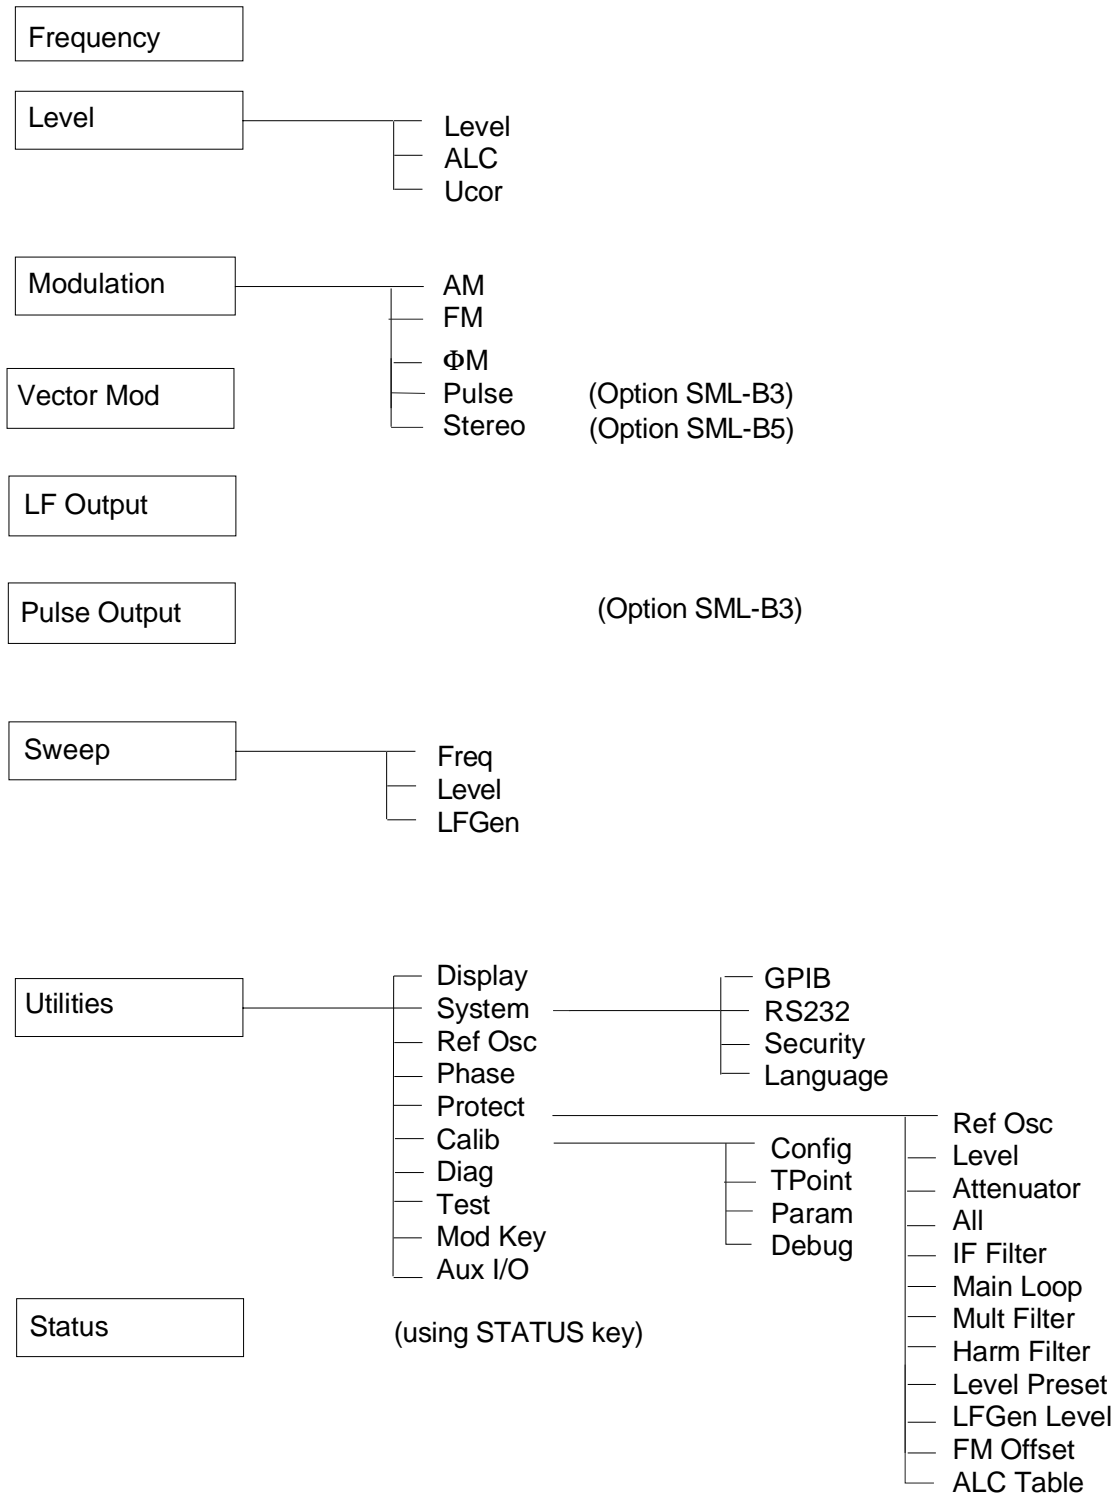 Frequency
Level
Level
ALC
Ucor
Modulation
AM
FM
ΦM
Vector Mod
Pulse (Option SML-B3)
Stereo (Option SML-B5)
LF Output
Pulse Output (Option SML-B3)
Sweep
Freq
Level
LFGen
Utilities
Display
System
Ref Osc
Phase
Protect
Calib
Diag
Test
Mod Key
Aux I/O
GPIB
RS232
Security
Language
Config
TPoint
Param
Debug
Ref Osc
Level
Attenuator
All
IF Filter
Main Loop
Mult Filter
Harm Filter
Level Preset
LFGen Level
FM Offset
ALC Table
Status (using STATUS key)